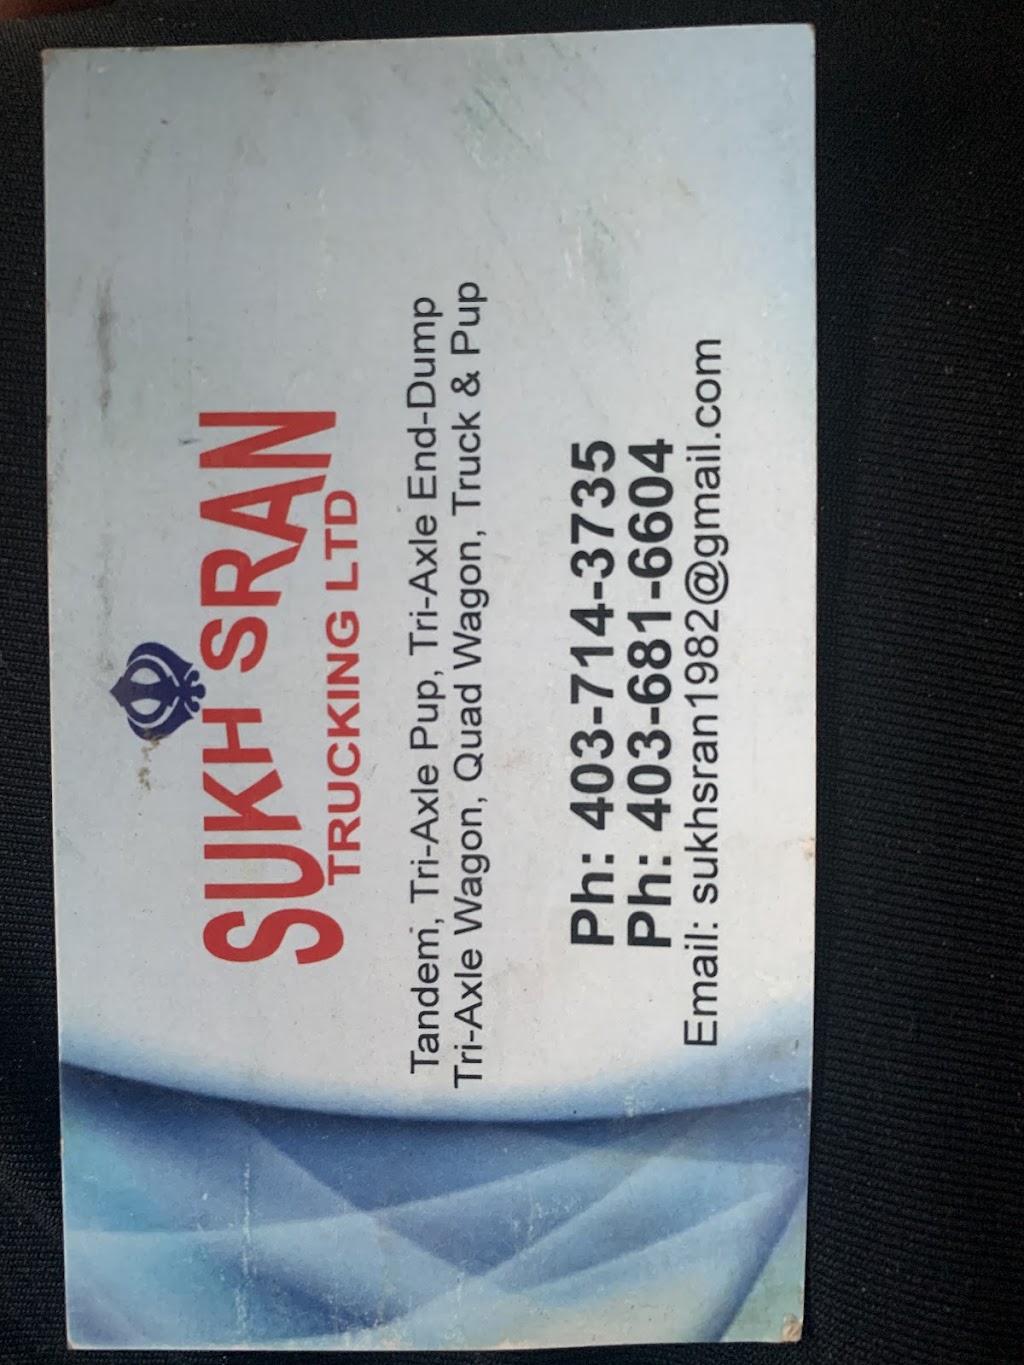 SUKH SRAN
TRUCKING LTD
Tandem, Tri-Axle Pup, Tri-Axle End-Dump
Tri-Axle Wagon, Quad Wagon, Truck & Pup
Ph: 403-714-3735
Ph: 403-681-6604
Email: sukhsran1982@gmail.com